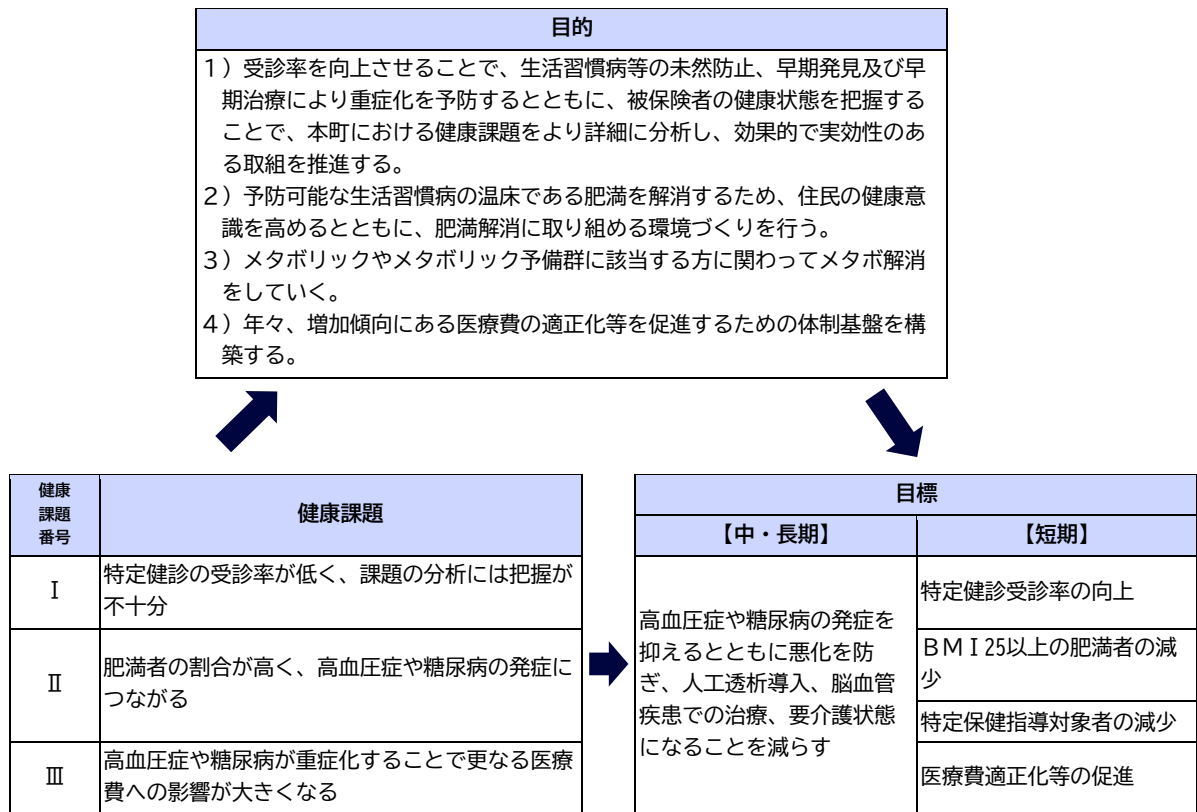 目的
１）受診率を向上させることで、生活習慣病等の未然防止、早期発見及び早
期治療により重症化を予防するとともに、被保険者の健康状態を把握する
ことで、本町における健康課題をより詳細に分析し、効果的で実効性のあ
る取組を推進する。
２）予防可能な生活習慣病の温床である肥満を解消するため、住民の健康意
識を高めるとともに、肥満解消に取り組める環境づくりを行う。
３）メタボリックやメタボリック予備群に該当する方に関わってメタボ解消
をしていく。
４）年々、増加傾向にある医療費の適正化等を促進するための体制基盤を構
築する。
健康
課題
番号
健康課題
Ⅰ
特定健診の受診率が低く、課題の分析には把握が
不十分
Ⅱ
肥満者の割合が高く、高血圧症や糖尿病の発症に
つながる
Ⅲ
高血圧症や糖尿病が重症化することで更なる医療
費への影響が大きくなる
目標
【中・長期】
【短期】
高血圧症や糖尿病の発症を
抑えるとともに悪化を防
ぎ、人工透析導入、脳血管
疾患での治療、要介護状態
になることを減らす
特定健診受診率の向上
ＢＭＩ25以上の肥満者の減
少
特定保健指導対象者の減少
医療費適正化等の促進